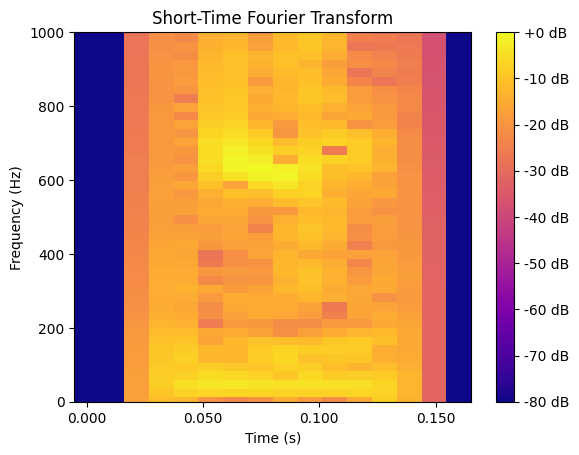 Short-Time Fourier Transform
1000
800
600
400
200
0
Frequency (Hz)
0.000
0.050
0.100
0.150
Time (s)
+0 dB
-10 dB
-20 dB
-30 dB
-40 dB
-50 dB
-60 dB
-70 dB
-80 dB